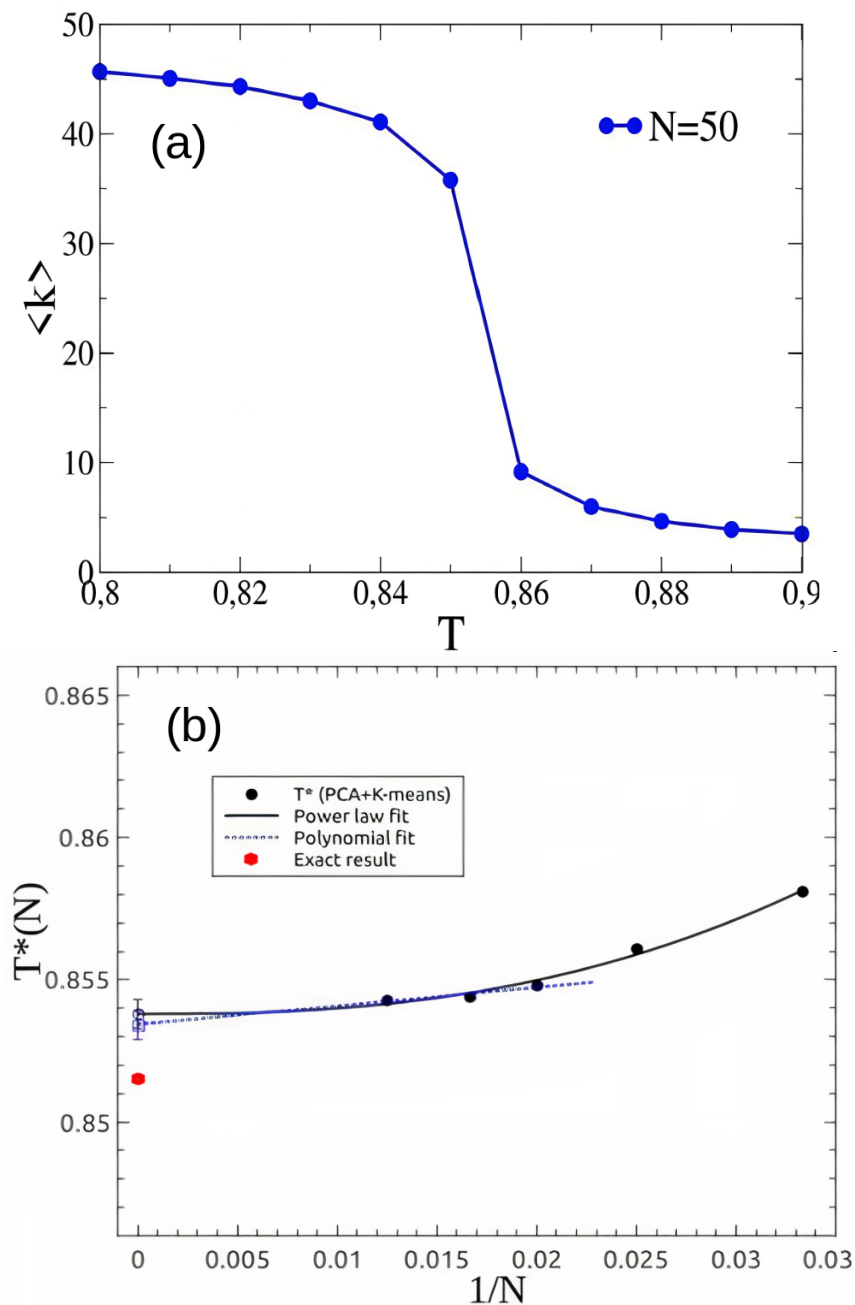 50
40
30
20
10
0
<k>
(a)
N=50
0,8 0,82 0,84 0,86 0,88 0,9
T
0.865
0.86
0.855
0.85
T*(N)
(b)
T* (PCA+K-means)
Power law fit
Polynomial fit
Exact result
0 0.005 0.01 0.015 0.02 0.025 0.03 0.03
1/N